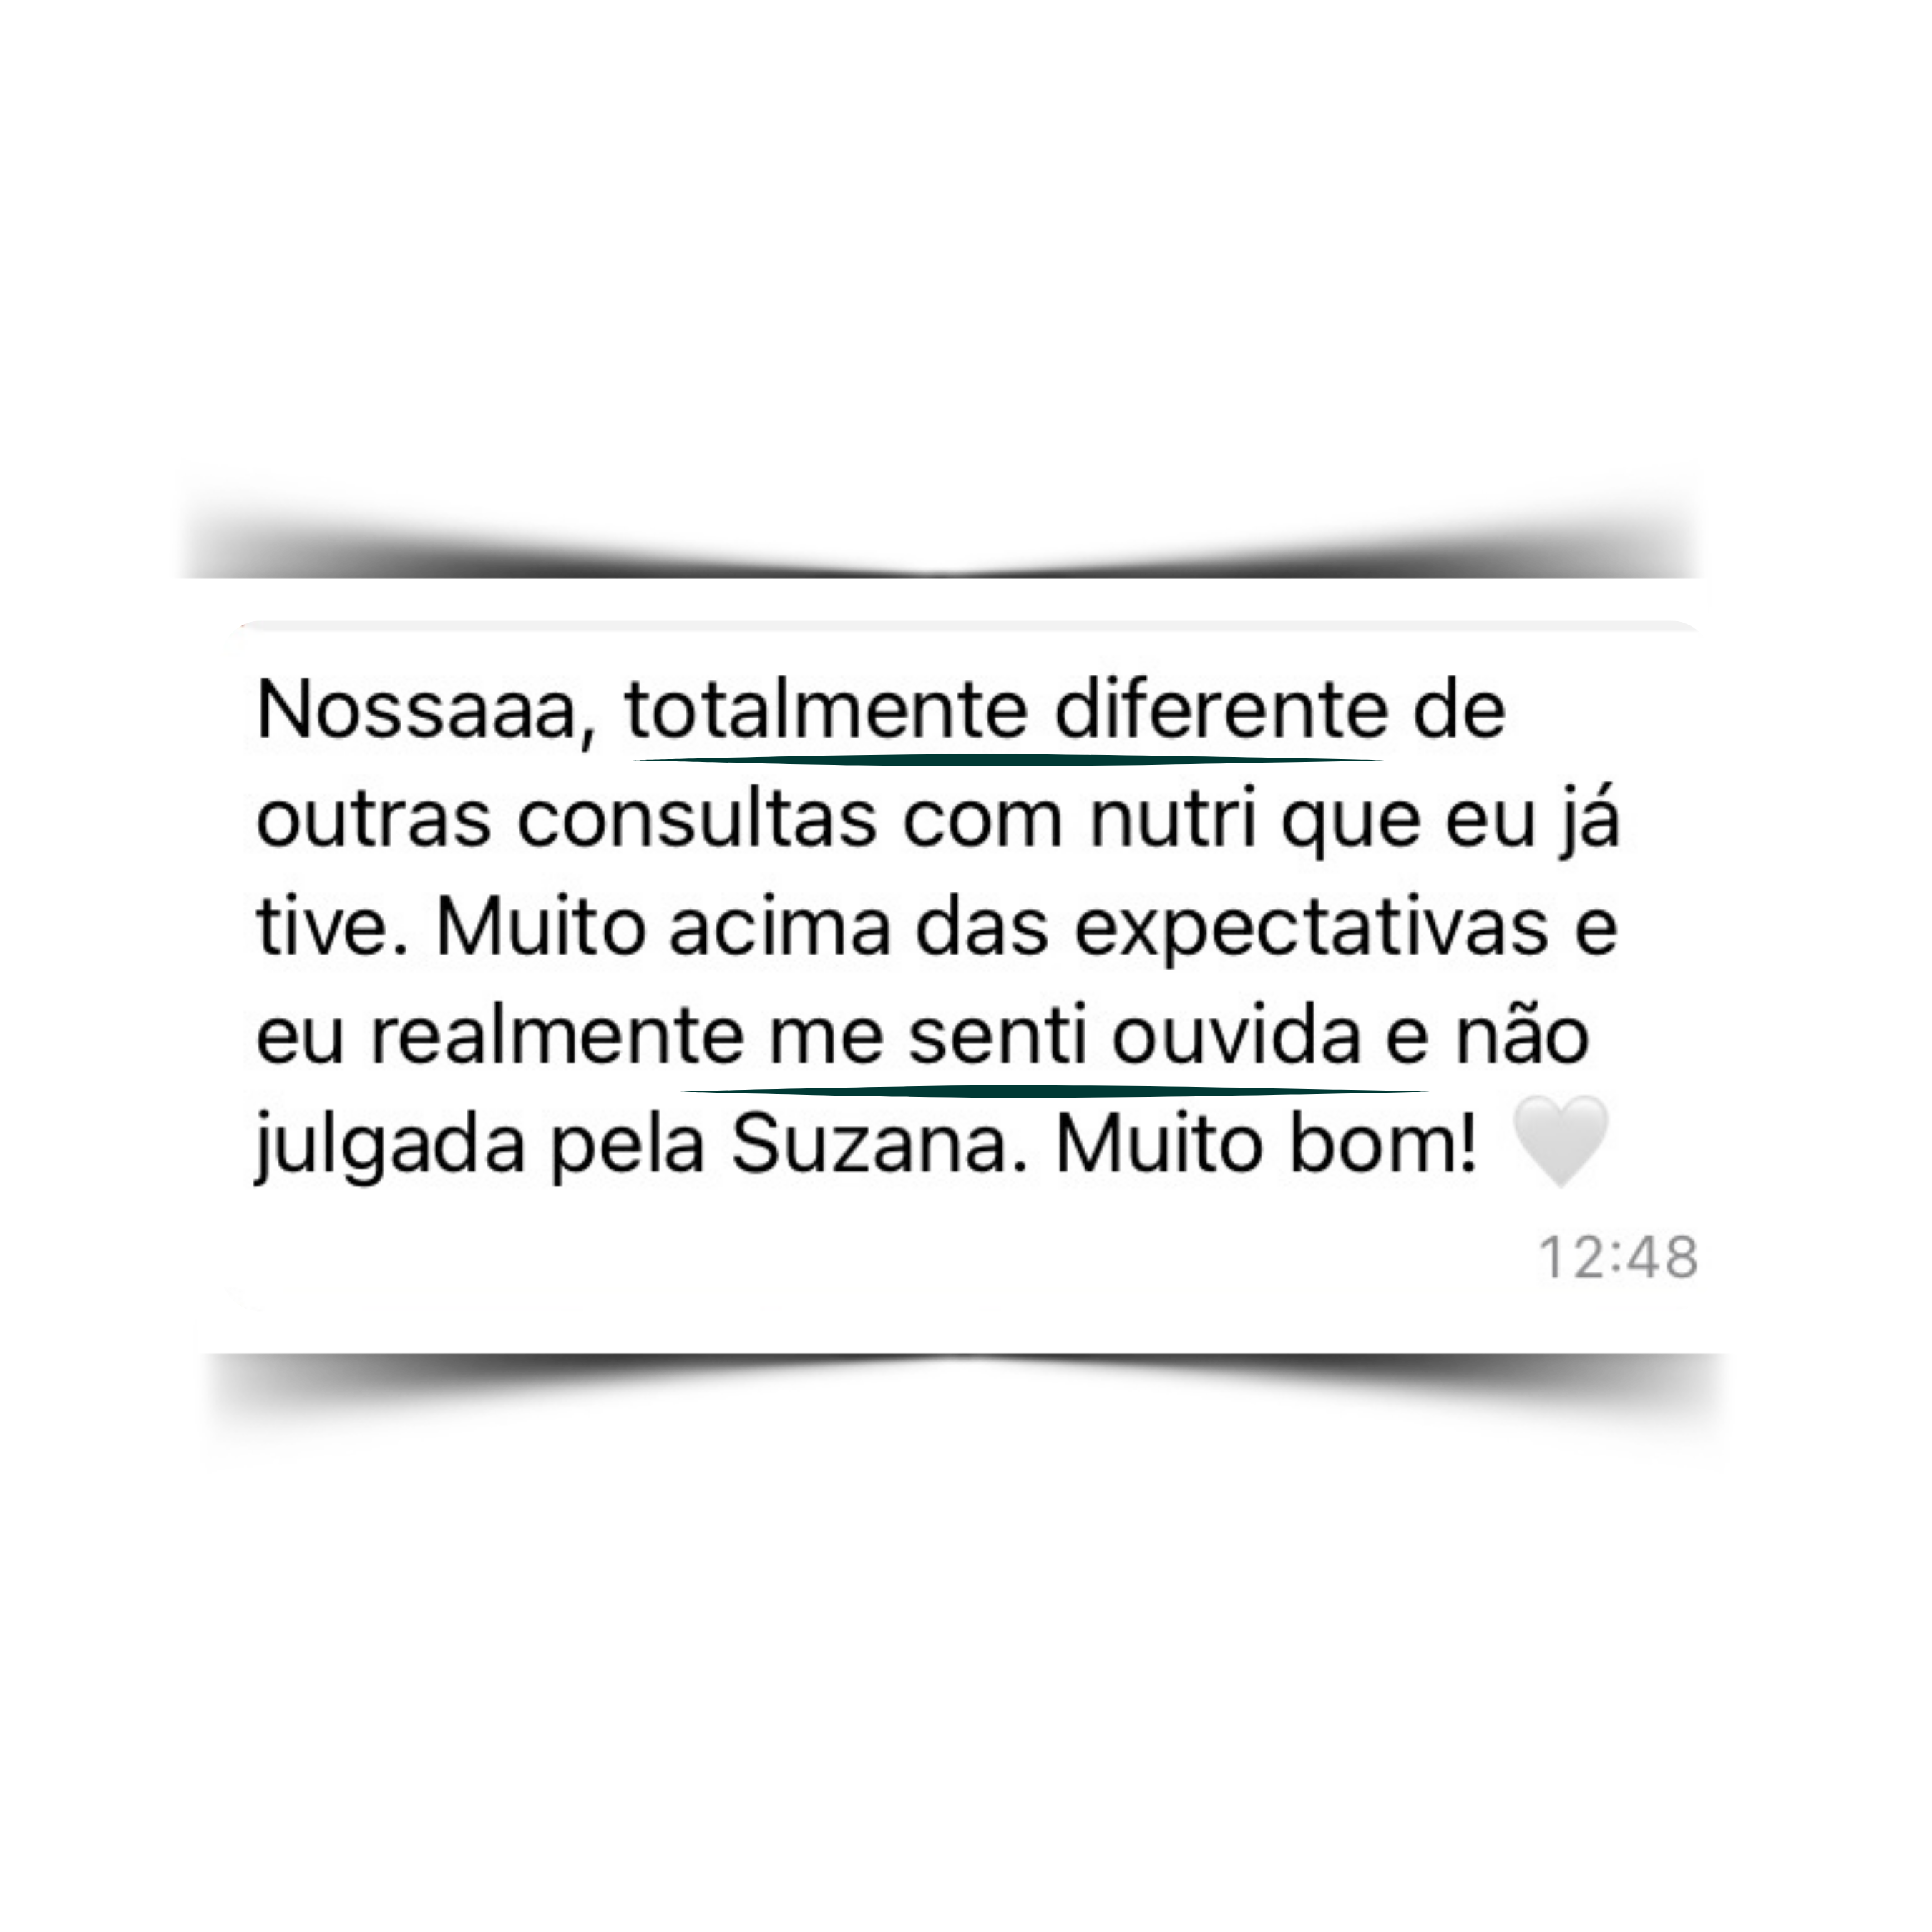 Nossaaa, totalmente diferente de
outras consultas com nutri que eu já
tive. Muito acima das expectativas e
eu realmente me senti ouvida e não
julgada pela Suzana. Muito bom! 🤍
12:48